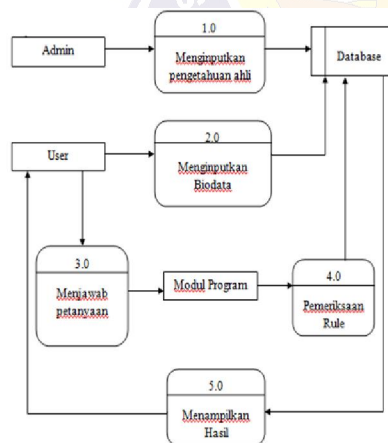 1.0
Admin
Menginputkan
pengetahuan ahli
Database
2.0
User
Menginputkan
Biodata
3.0
Menjawab
petanyaan
Modul Program
4.0
Pemeriksaan
Rule
5.0
Menampilkan
Hasil